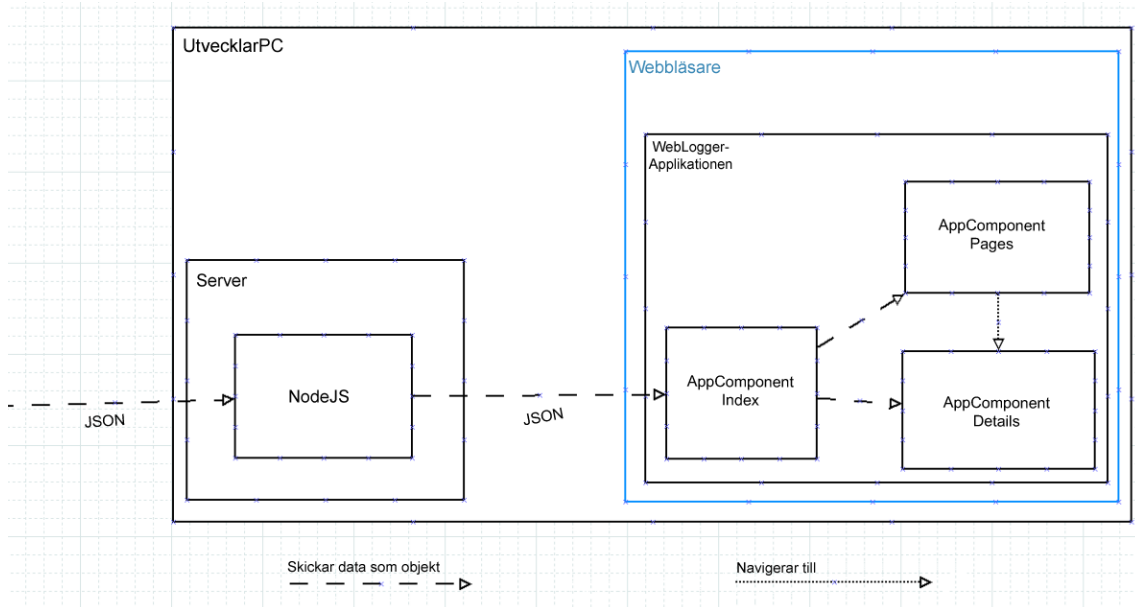 UtvecklarPC
Webbläsare
WebLogger-
Applikationen
AppComponent
Pages
Server
NodeJS
AppComponent
Index
AppComponent
Details
JSON
JSON
Skickar data som objekt
Navigerar till